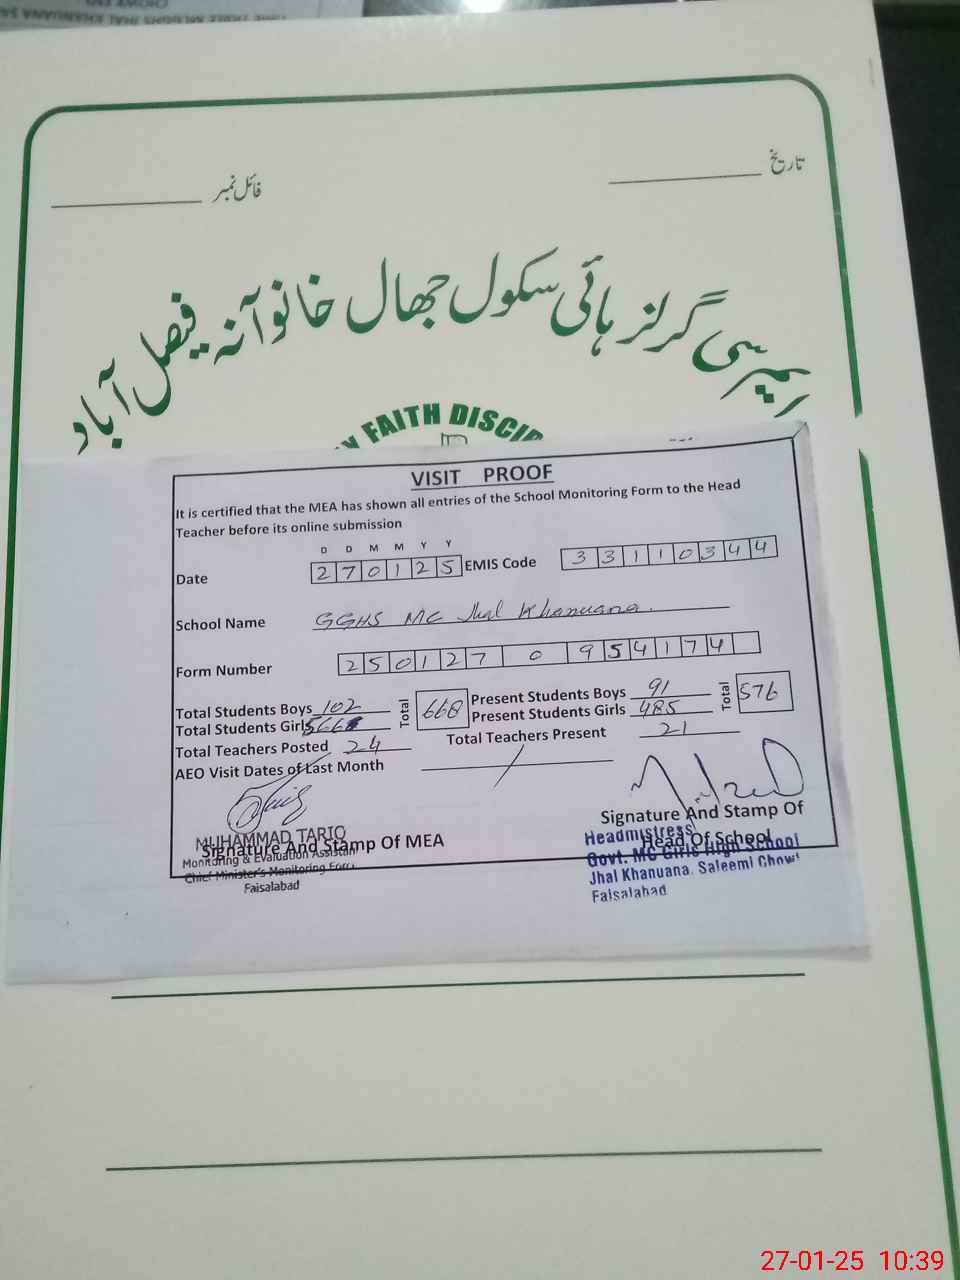 تاریخ
فائل نمبر
ایم سی گرلز ہائی سکول جھال خانوآنہ فیصل آباد
FAITH DISCIP
VISIT PROOF
It is certified that the MEA has shown all entries of the School Monitoring Form to the Head
Teacher before its online submission
D D M M Y Y
Date 2 7 0 1 2 5 EMIS Code 3 3 1 1 0 3 4 4
School Name GGHS MC Jhal Khanuana.
Form Number 2 5 0 1 2 7 0 9 5 4 1 7 4
Total Students Boys 102 Total 668 Present Students Boys 91 Total 576
Total Students Girls 566 Present Students Girls 485
Total Teachers Posted 24 Total Teachers Present 21
AEO Visit Dates of Last Month /
Signature And Stamp Of MEA
MUHAMMAD TARIQ
Monitoring & Evaluation Assistan
Chief Minister's Monitoring Forc
Faisalabad
Signature And Stamp Of
Head Of School
Headmistress
Govt. MC Girls High School
Jhal Khanuana. Saleemi Chowk
Faisalabad
27-01-25 10:39